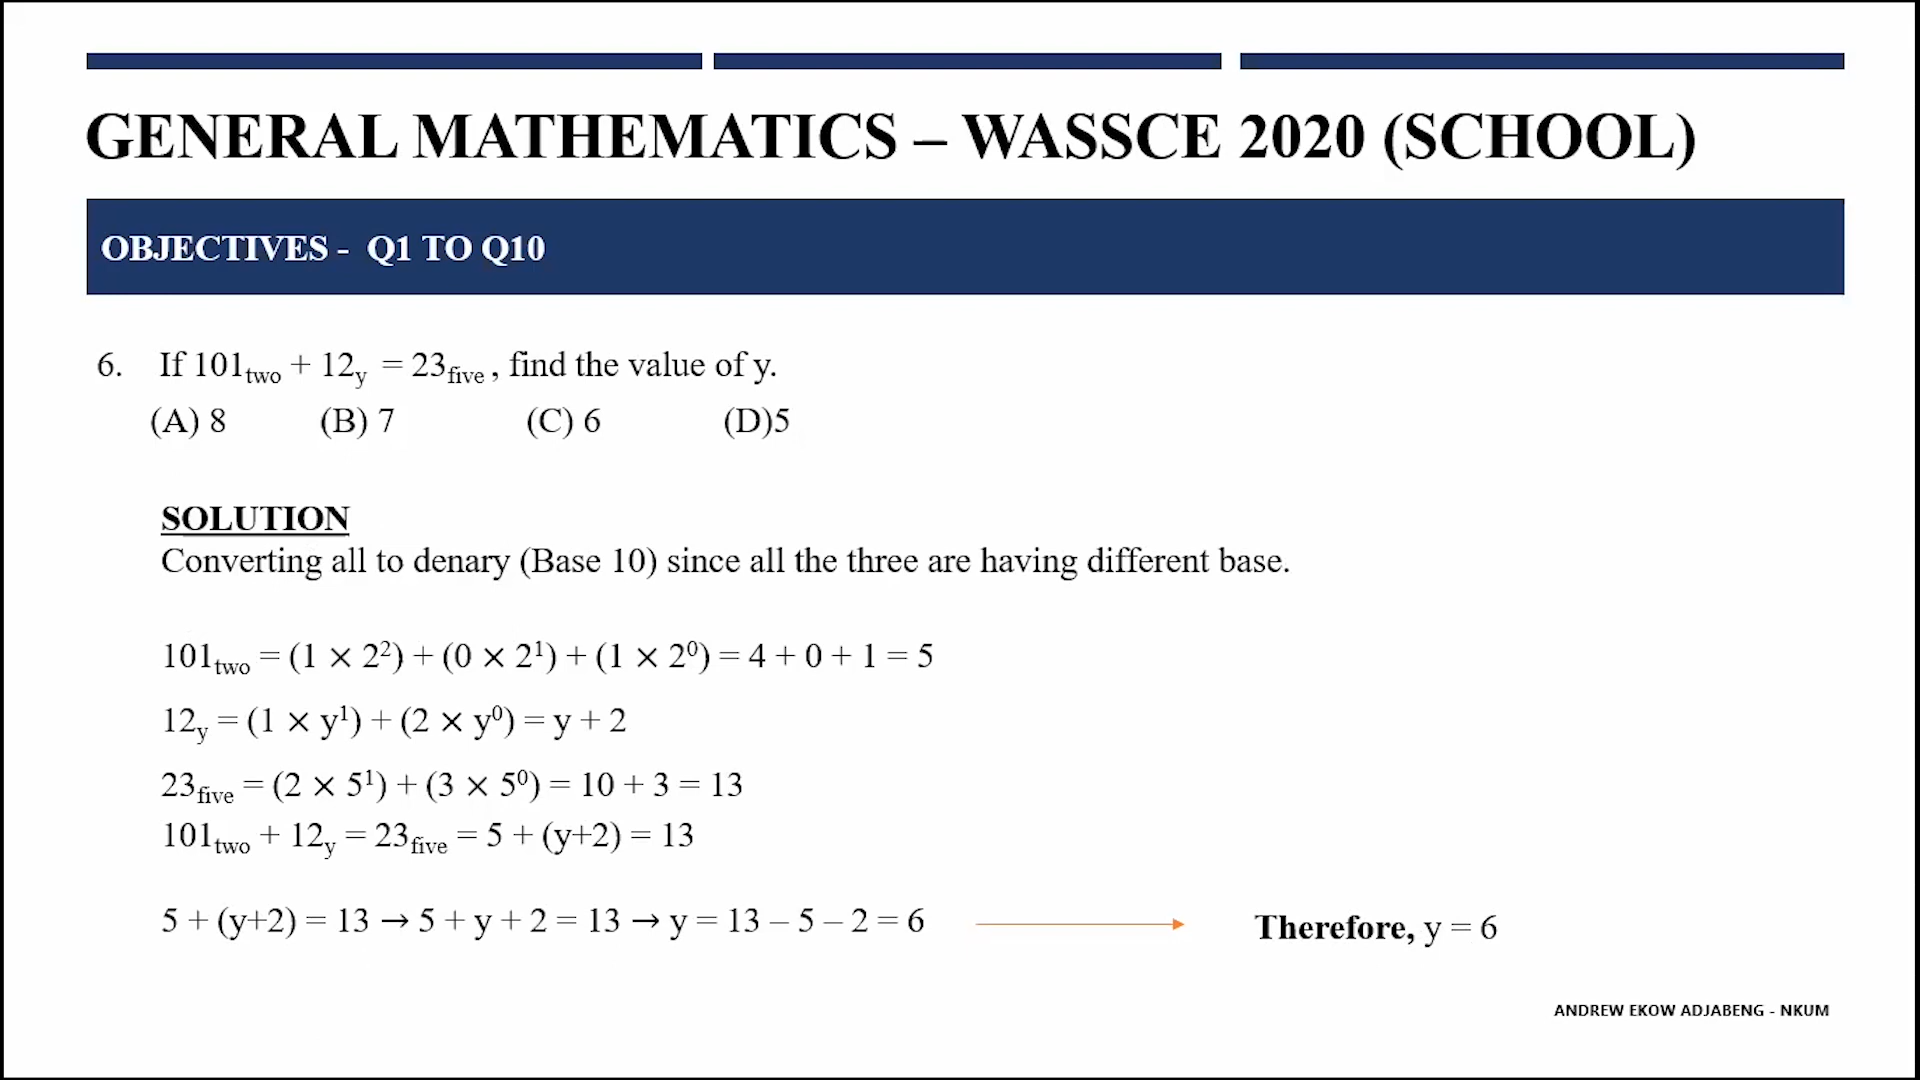 GENERAL MATHEMATICS – WASSCE 2020 (SCHOOL)
OBJECTIVES - Q1 TO Q10
6. If 101two + 12y = 23five , find the value of y.
(A) 8 (B) 7 (C) 6 (D)5
SOLUTION
Converting all to denary (Base 10) since all the three are having different base.
101two = (1 × 2²) + (0 × 2¹) + (1 × 2⁰) = 4 + 0 + 1 = 5
12y = (1 × y¹) + (2 × y⁰) = y + 2
23five = (2 × 5¹) + (3 × 5⁰) = 10 + 3 = 13
101two + 12y = 23five = 5 + (y+2) = 13
5 + (y+2) = 13 → 5 + y + 2 = 13 → y = 13 – 5 – 2 = 6 Therefore, y = 6
ANDREW EKOW ADJABENG - NKUM